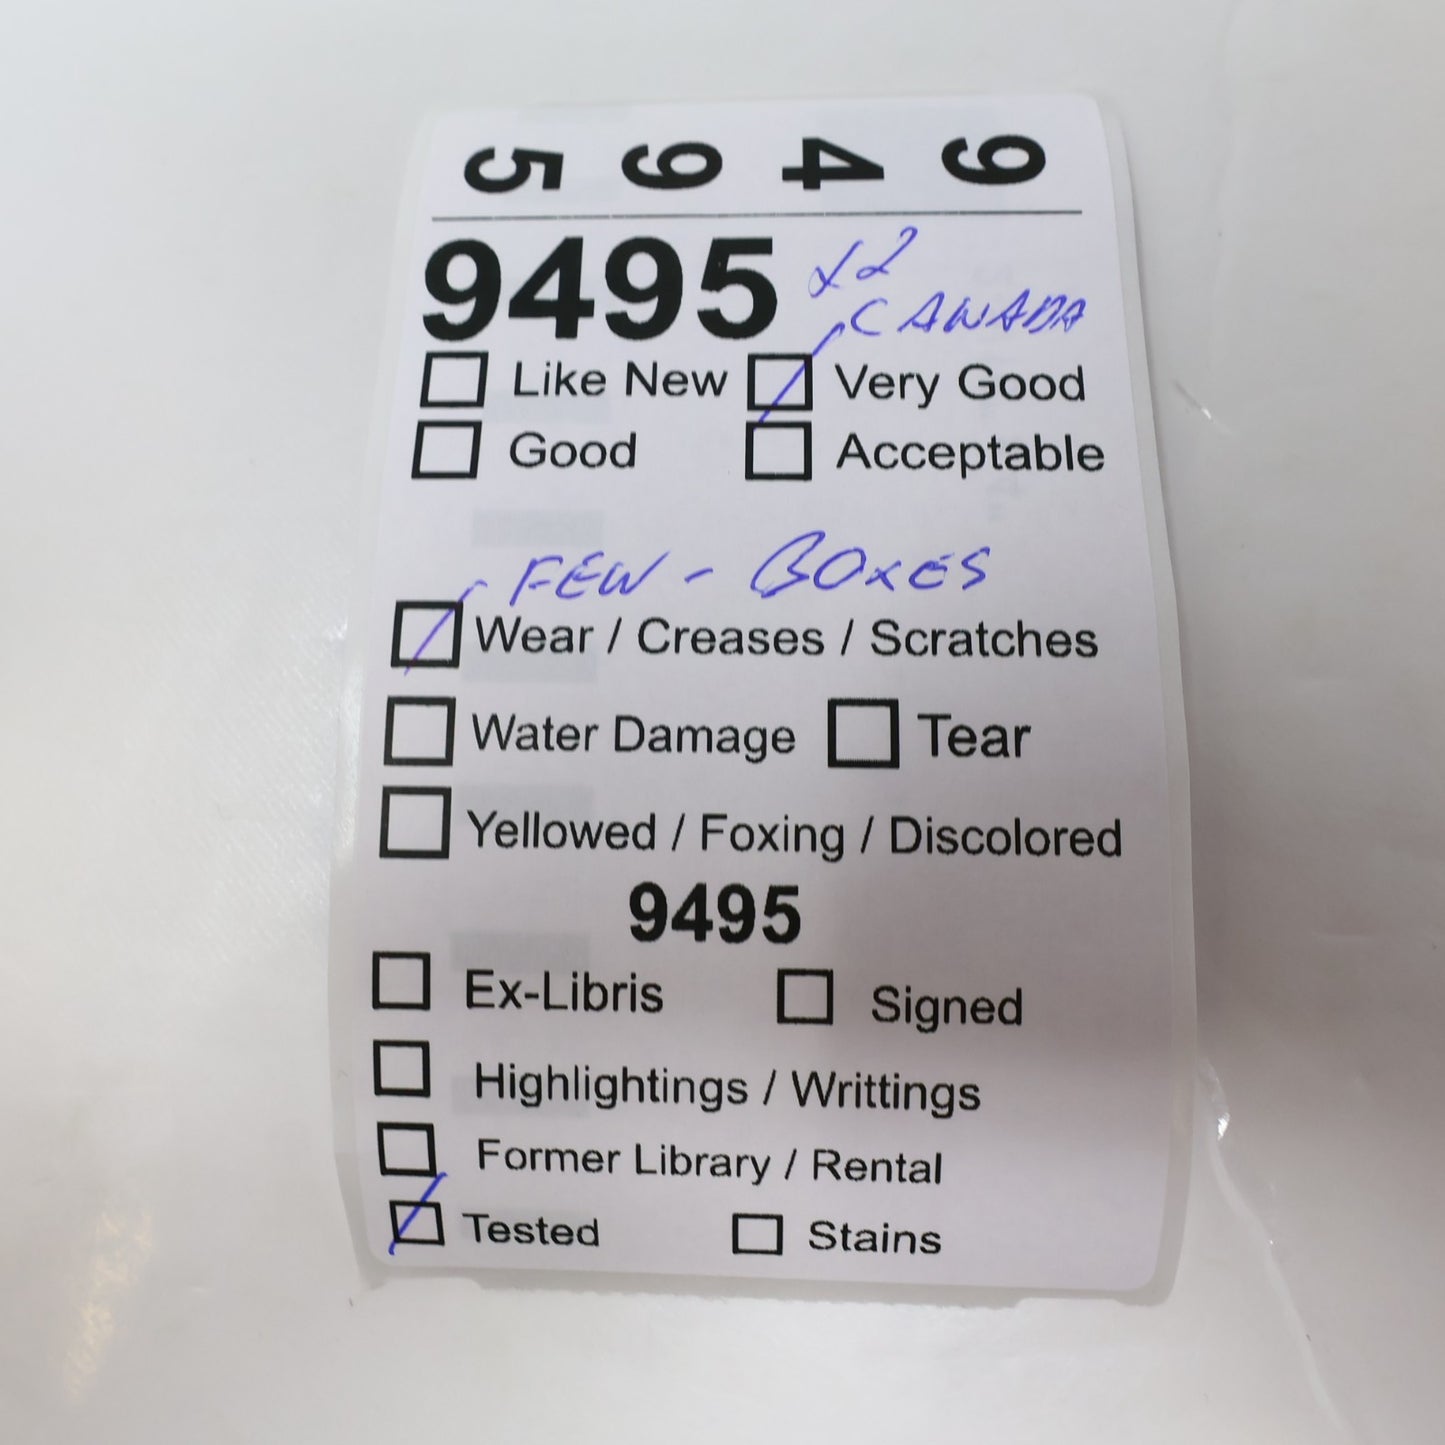 9 4 9 5
9495 x2
CANADA
Like New Very Good
Good Acceptable
FEW - BOXES
Wear / Creases / Scratches
Water Damage Tear
Yellowed / Foxing / Discolored
9495
Ex-Libris Signed
Highlightings / Writtings
Former Library / Rental
Tested Stains